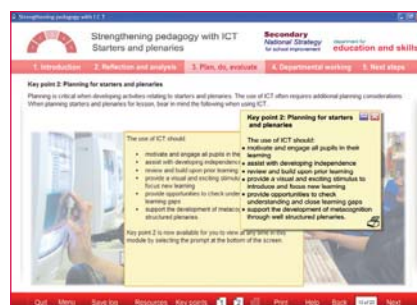 Strengthening pedagogy with ICT
Strengthening pedagogy with ICT
Starters and plenaries
Secondary
National Strategy
for school improvement
department for
education and skills
1. Introduction
2. Reflection and analysis
3. Plan, do, evaluate
4. Departmental working
5. Next steps
Key point 2: Planning for starters and plenaries
Planning is critical when developing activities relating to starters and plenaries. The use of ICT often requires additional planning considerations.
When planning starters and plenaries for lesson, bear in mind the following when using ICT.
The use of ICT should:
• motivate and engage all pupils in the
• assist with developing independence
• review and build upon prior learning
• provide a visual and exciting stimulus
focus new learning
• provide opportunities to check under
learning gaps
• support the development of metacog
structured plenaries.
Key point 2 is now available for you to view at any time in this
module by selecting the prompt at the bottom of the screen.
Key point 2: Planning for starters
and plenaries
The use of ICT should:
• motivate and engage all pupils in their
learning
• assist with developing independence
• review and build upon prior learning
• provide a visual and exciting stimulus to
introduce and focus new learning
• provide opportunities to check
understanding and close learning gaps
• support the development of metacognition
through well structured plenaries.
Quit
Menu
Save log
Resources
Key points
1
2
Print
Help
Back
Next